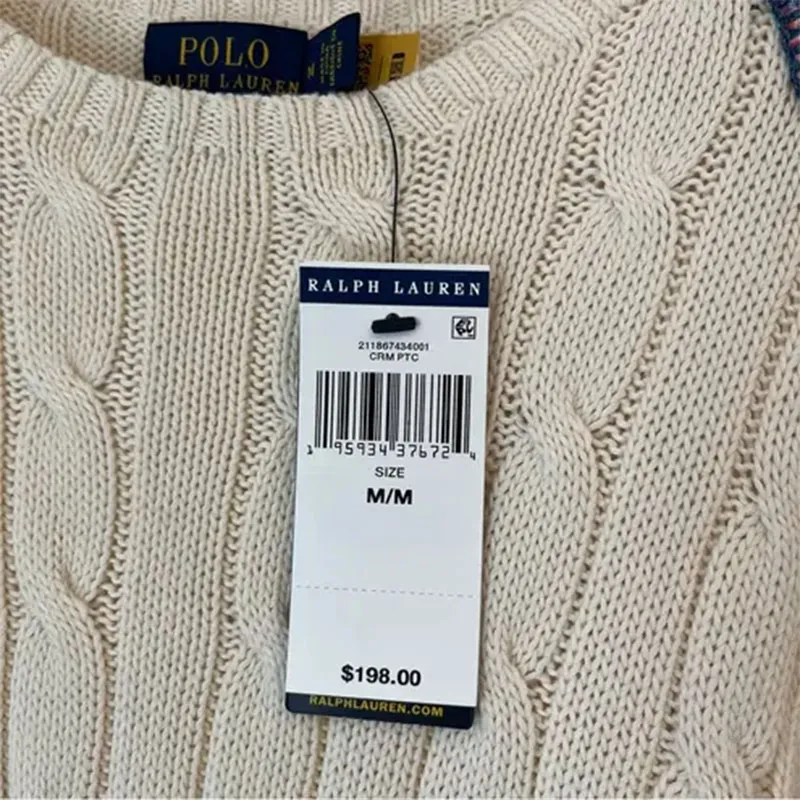 POLO
RALPH LAUREN
M
RALPH LAUREN
211867434001
CRM PTC
1 95934 37672 4
SIZE
M/M
$198.00
RALPHLAUREN.COM